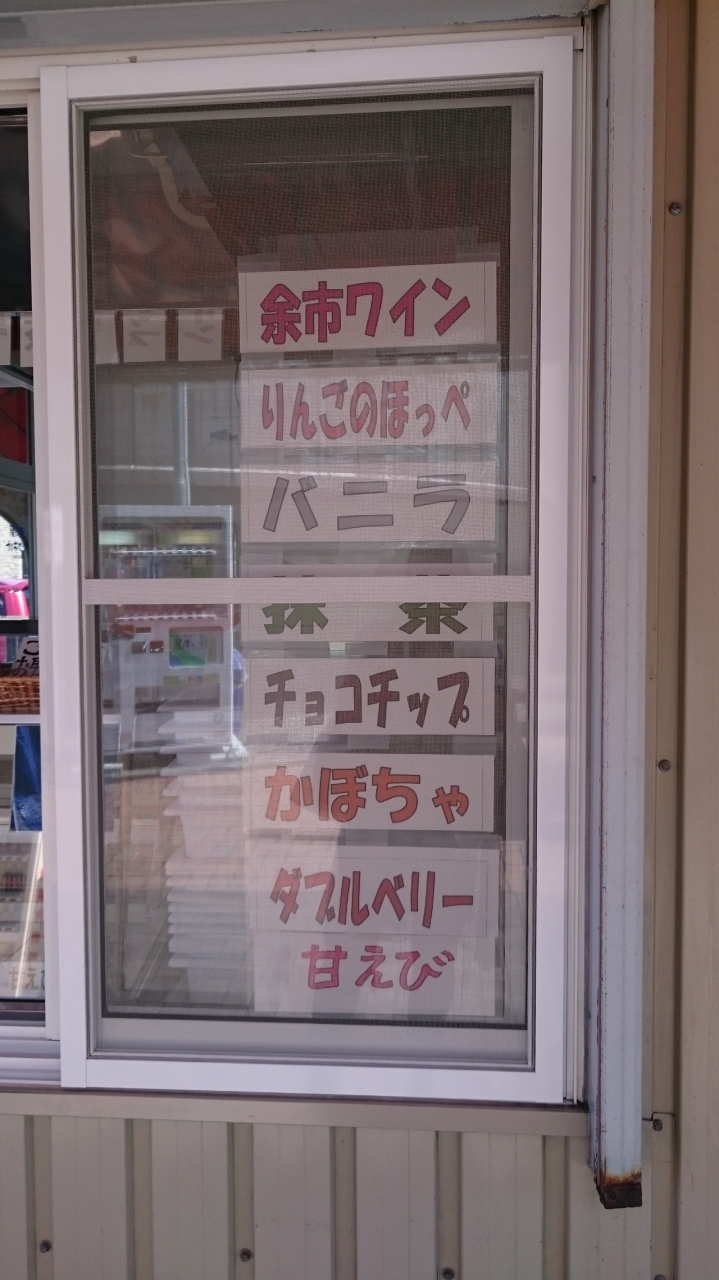 余市ワイン
りんごのほっぺ
バニラ
抹茶
チョコチップ
かぼちゃ
ダブルベリー
甘えび